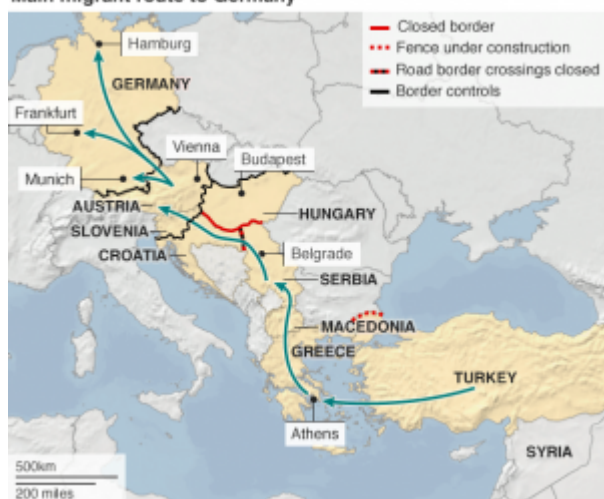 Main migrant route to Germany
Closed border
Fence under construction
Road border crossings closed
Border controls
Hamburg
GERMANY
Frankfurt
Vienna
Budapest
Munich
AUSTRIA
HUNGARY
SLOVENIA
Belgrade
CROATIA
SERBIA
MACEDONIA
GREECE
TURKEY
Athens
SYRIA
500km
200 miles